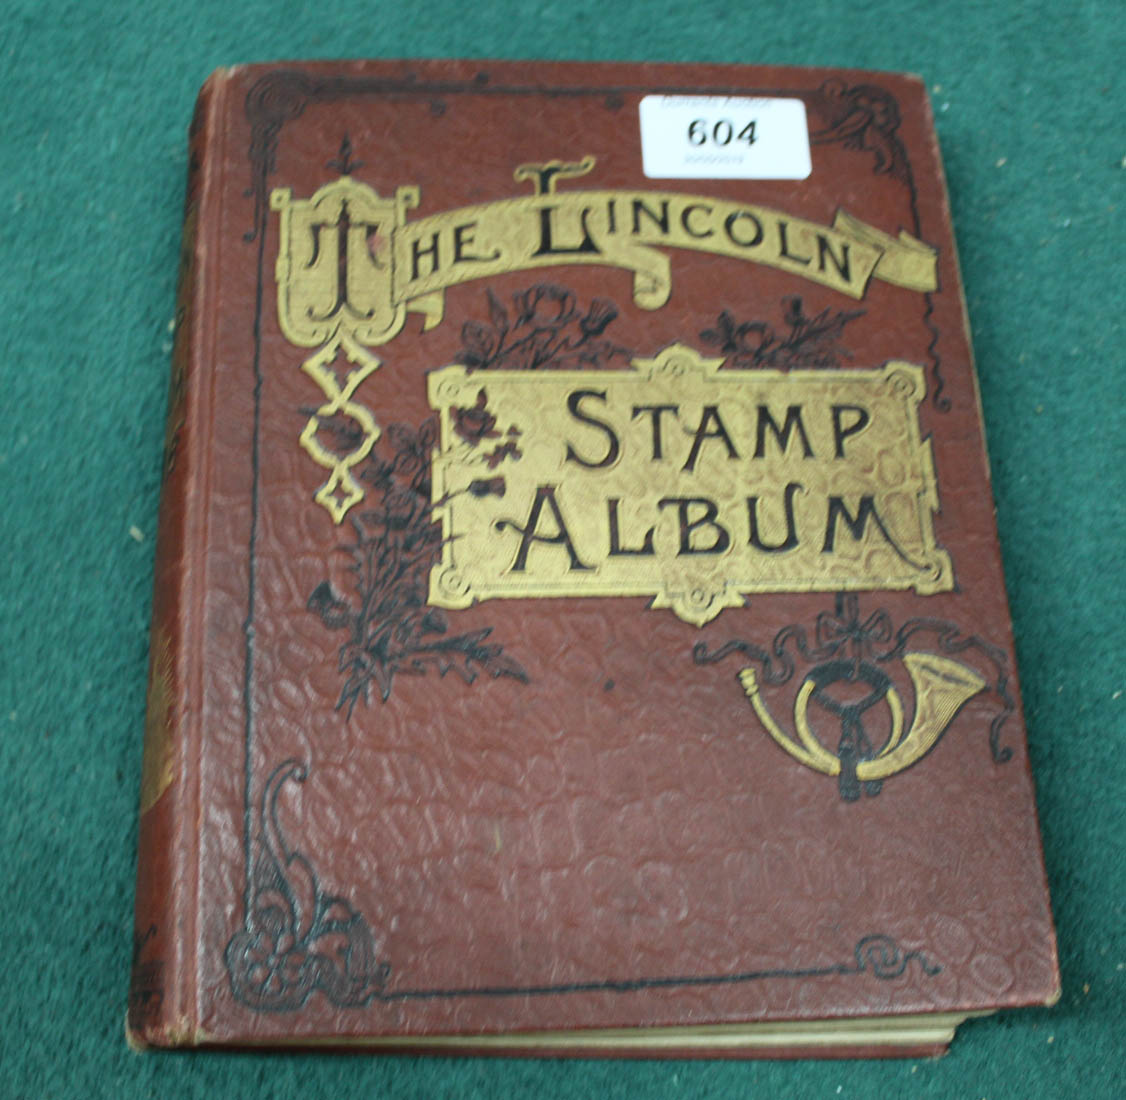 604
THE LINCOLN
STAMP
ALBUM